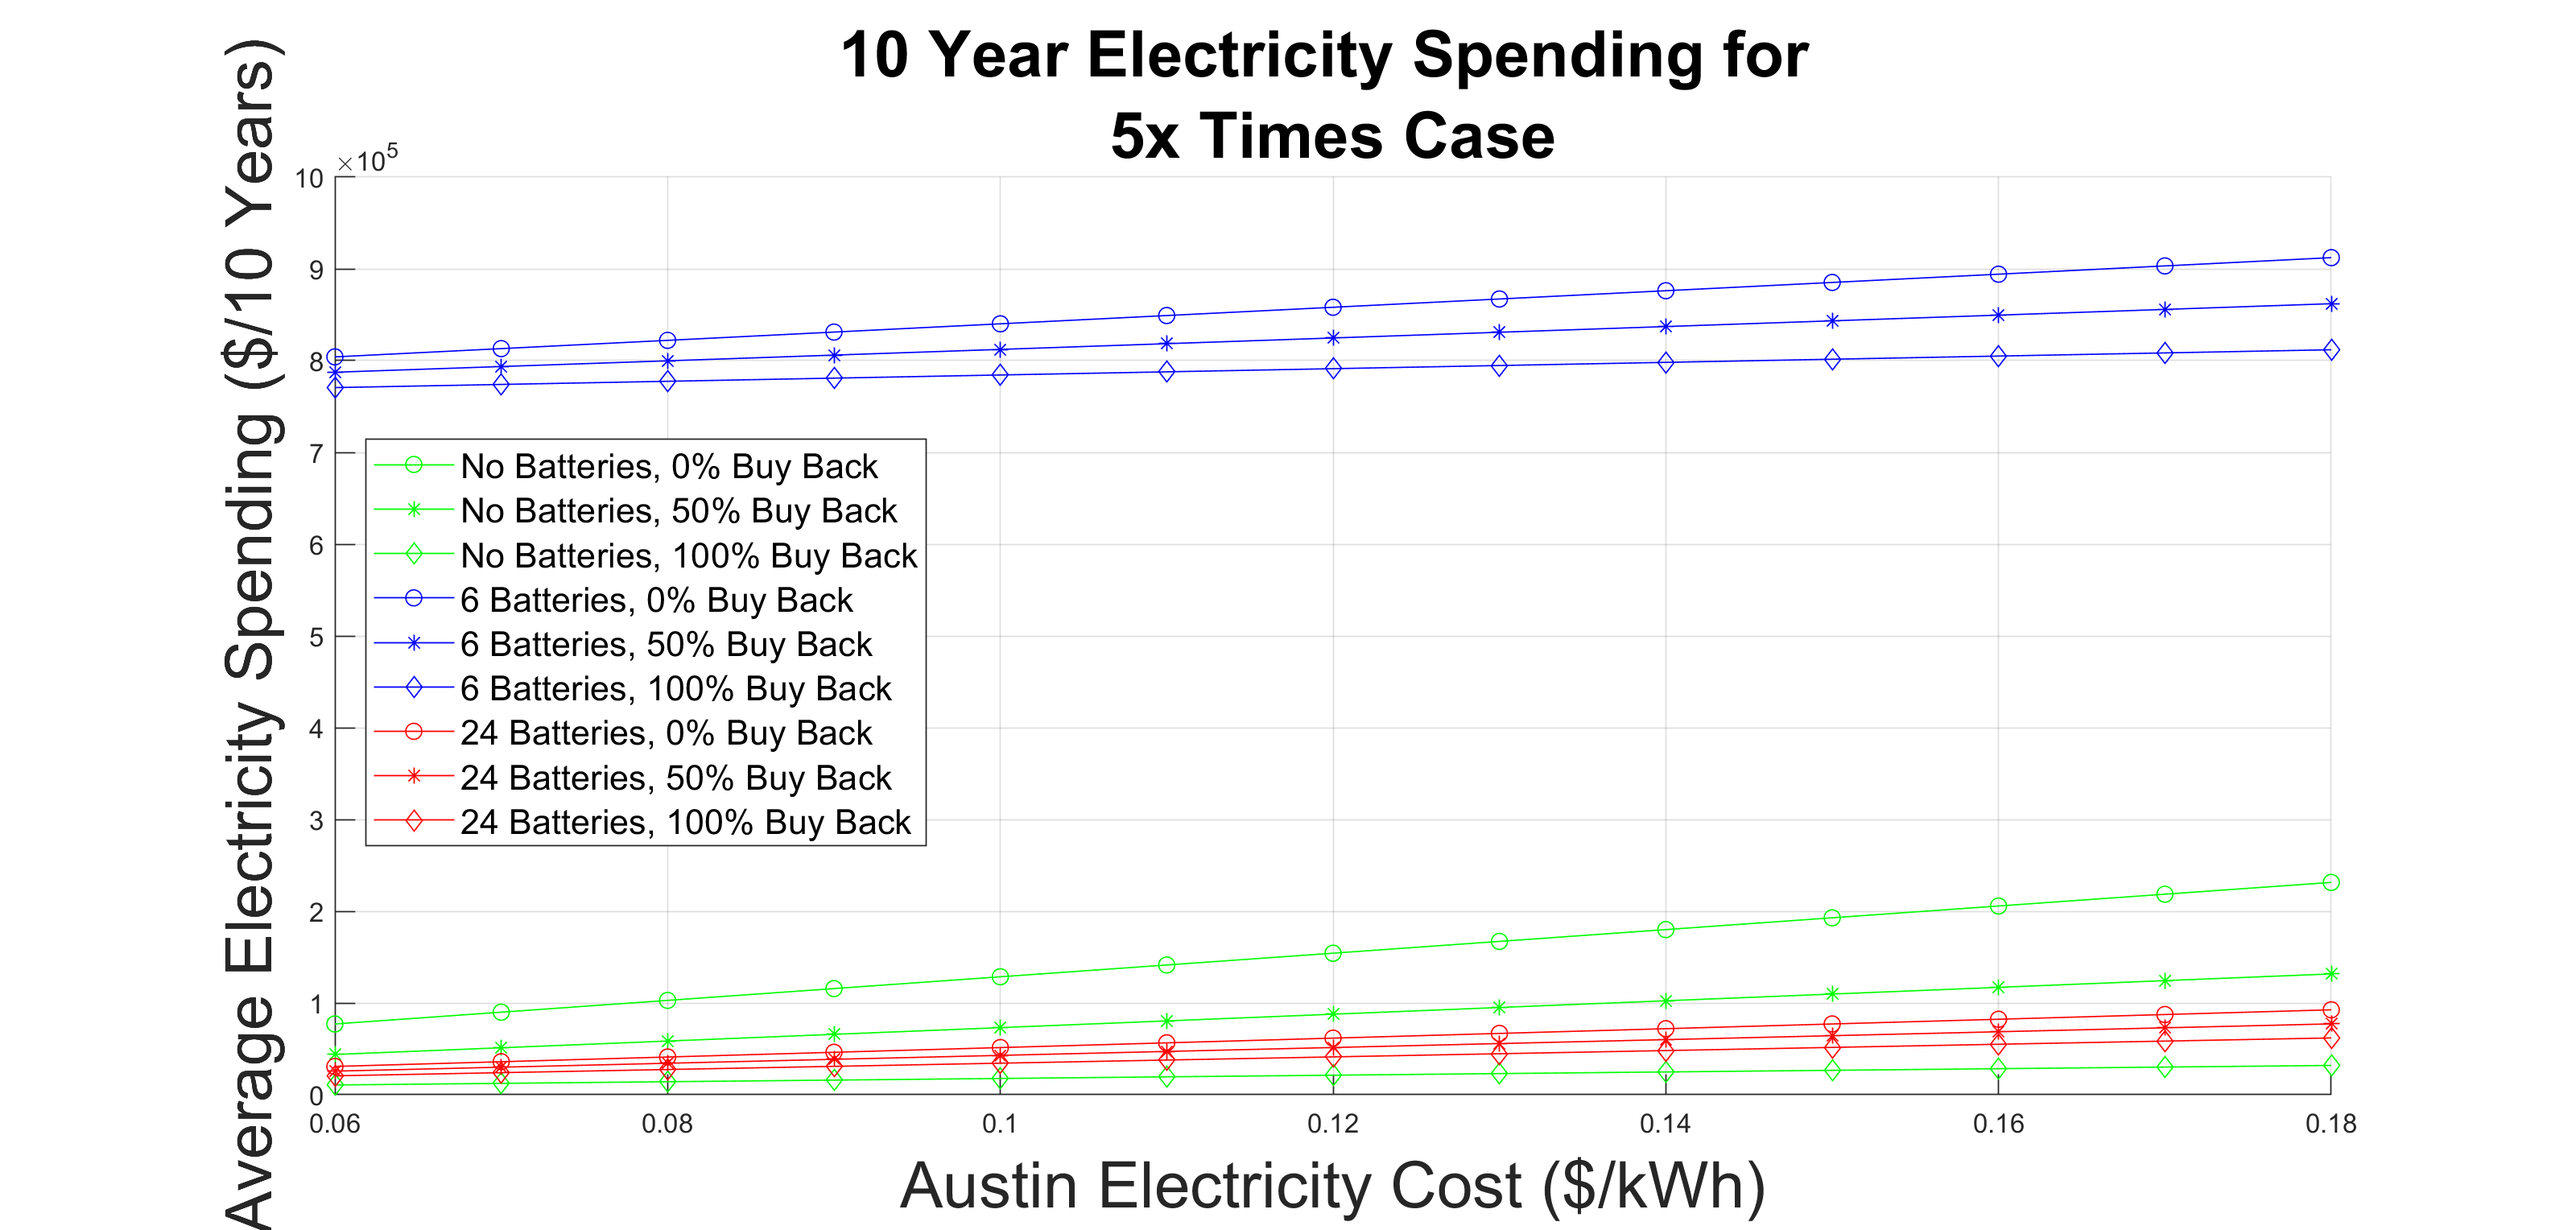 10 Year Electricity Spending for
5x Times Case
×10⁵
10
9
8
7
6
5
4
3
2
1
0
Average Electricity Spending ($/10 Years)
No Batteries, 0% Buy Back
No Batteries, 50% Buy Back
No Batteries, 100% Buy Back
6 Batteries, 0% Buy Back
6 Batteries, 50% Buy Back
6 Batteries, 100% Buy Back
24 Batteries, 0% Buy Back
24 Batteries, 50% Buy Back
24 Batteries, 100% Buy Back
0.06 0.08 0.1 0.12 0.14 0.16 0.18
Austin Electricity Cost ($/kWh)